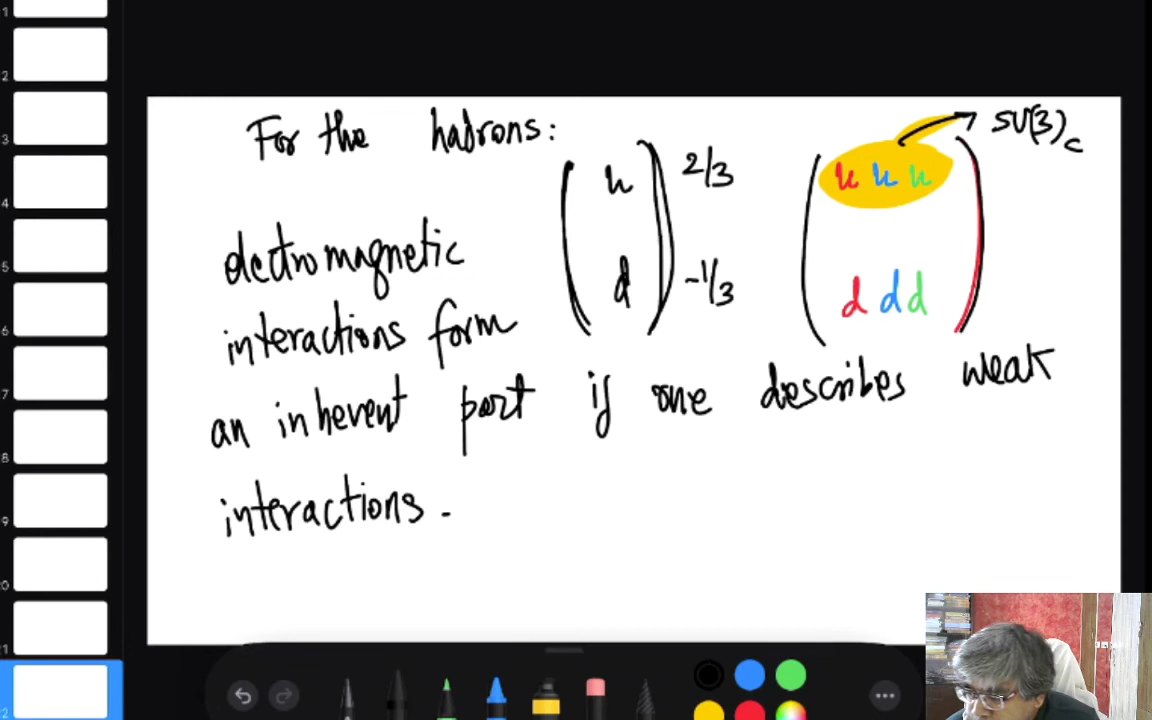 For the hadrons:
u 2/3
d -1/3
u u u
d d d
SU(3)c
electromagnetic
interactions form
an inherent part if one describes weak
interactions.